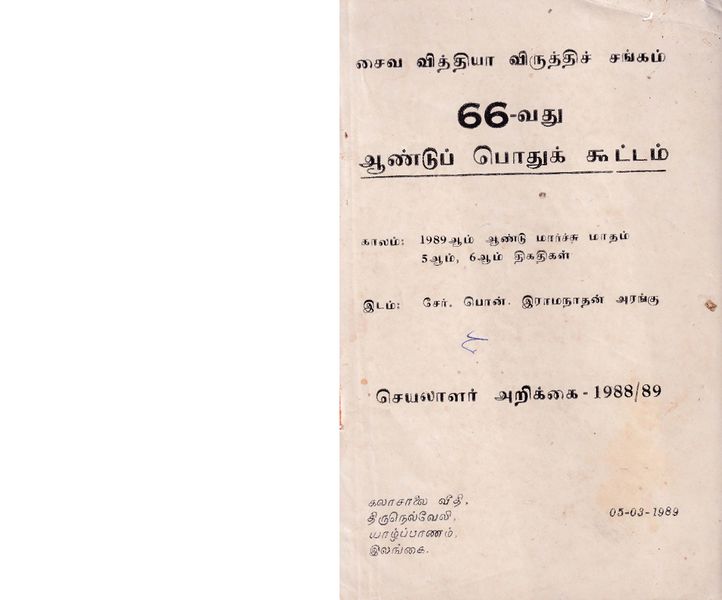 சைவ வித்தியா விருத்திச் சங்கம்
66-வது
ஆண்டுப் பொதுக் கூட்டம்
காலம்: 1989ஆம் ஆண்டு மார்ச்சு மாதம்
5ஆம், 6ஆம் திகதிகள்
இடம்: சேர். பொன். இராமநாதன் அரங்கு
செயலாளர் அறிக்கை - 1988/89
கலாசாலை வீதி,
திருநெல்வேலி,
யாழ்ப்பாணம்,
இலங்கை.
05-03-1989